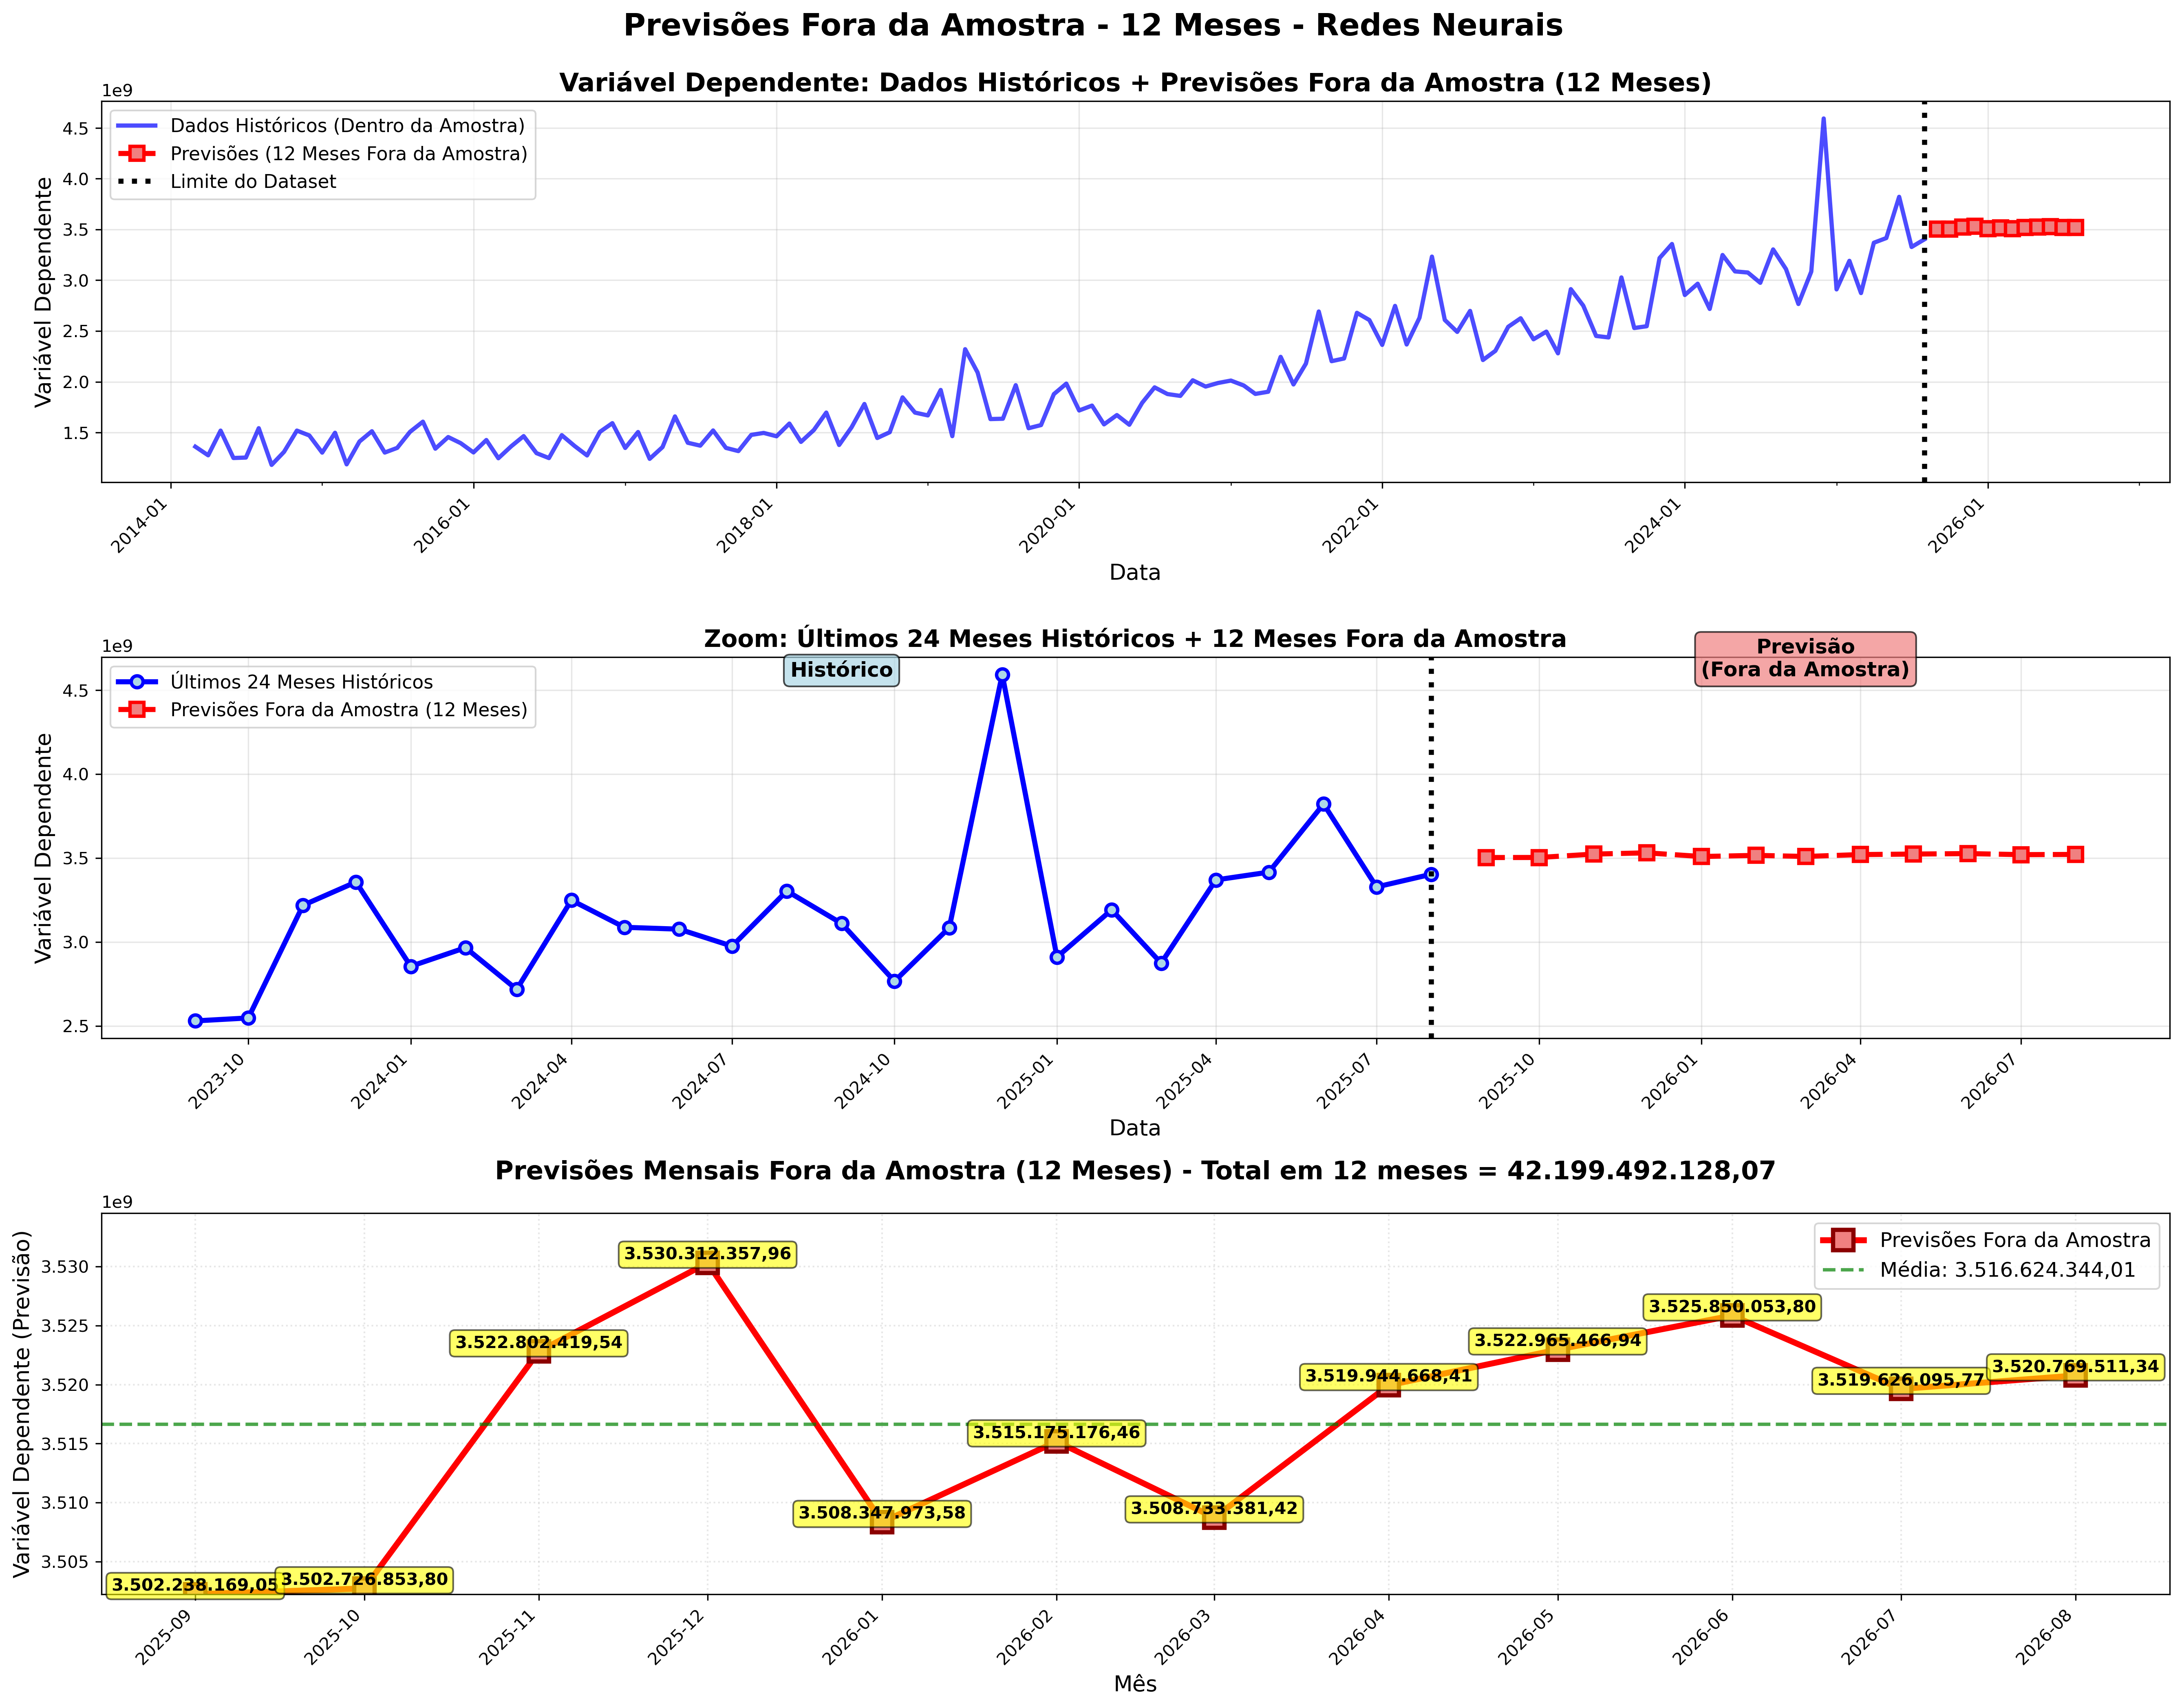 Previsões Fora da Amostra - 12 Meses - Redes Neurais
Variável Dependente: Dados Históricos + Previsões Fora da Amostra (12 Meses)
1e9
Dados Históricos (Dentro da Amostra)
Previsões (12 Meses Fora da Amostra)
Limite do Dataset
Variável Dependente
4.5
4.0
3.5
3.0
2.5
2.0
1.5
2014-01
2016-01
2018-01
2020-01
2022-01
2024-01
2026-01
Data
Zoom: Últimos 24 Meses Históricos + 12 Meses Fora da Amostra
1e9
Últimos 24 Meses Históricos
Previsões Fora da Amostra (12 Meses)
Histórico
Previsão
(Fora da Amostra)
Variável Dependente
4.5
4.0
3.5
3.0
2.5
2023-10
2024-01
2024-04
2024-07
2024-10
2025-01
2025-04
2025-07
2025-10
2026-01
2026-04
2026-07
Data
Previsões Mensais Fora da Amostra (12 Meses) - Total em 12 meses = 42.199.492.128,07
1e9
Previsões Fora da Amostra
Média: 3.516.624.344,01
Variável Dependente (Previsão)
3.530
3.525
3.520
3.515
3.510
3.505
3.502.238.169,05
3.502.726.853,80
3.522.802.419,54
3.530.312.357,96
3.508.347.973,58
3.515.175.176,46
3.508.733.381,42
3.519.944.668,41
3.522.965.466,94
3.525.850.053,80
3.519.626.095,77
3.520.769.511,34
2025-09
2025-10
2025-11
2025-12
2026-01
2026-02
2026-03
2026-04
2026-05
2026-06
2026-07
2026-08
Mês